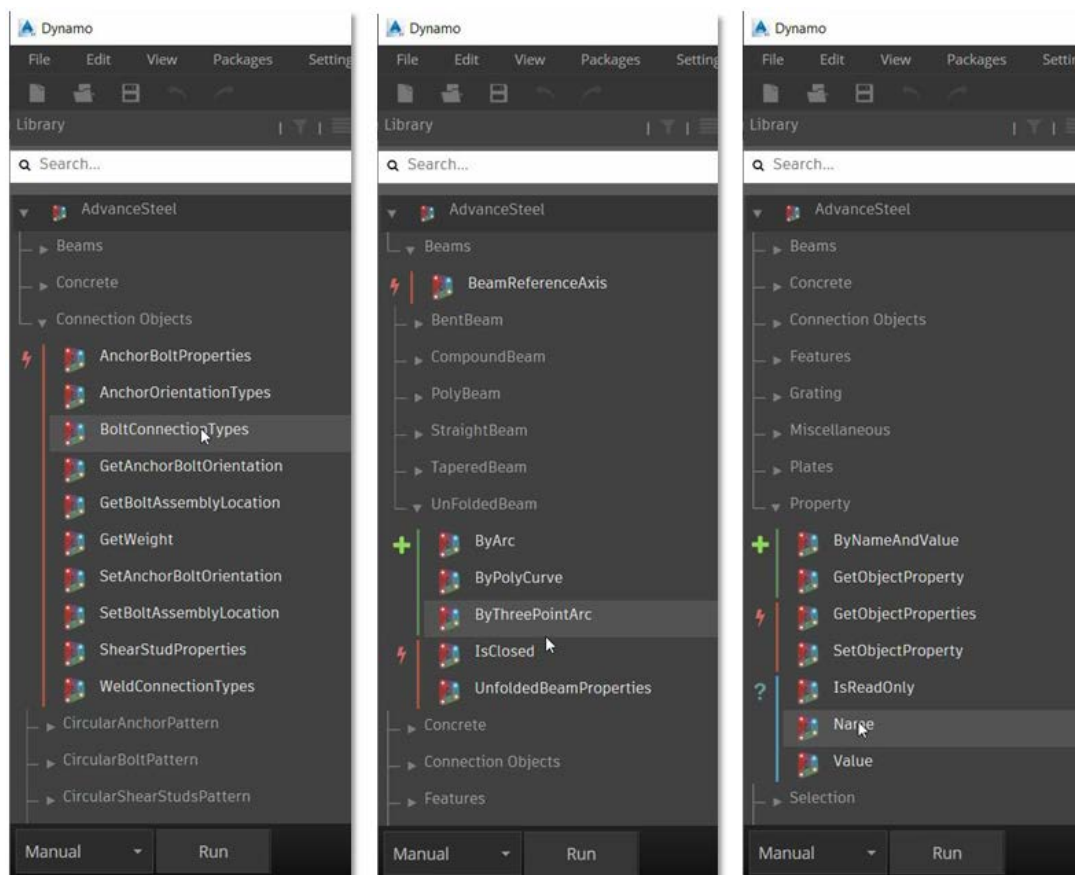 Dynamo
File Edit View Packages Setting
Library
Search...
AdvanceSteel
Beams
Concrete
Connection Objects
AnchorBoltProperties
AnchorOrientationTypes
BoltConnectionTypes
GetAnchorBoltOrientation
GetBoltAssemblyLocation
GetWeight
SetAnchorBoltOrientation
SetBoltAssemblyLocation
ShearStudProperties
WeldConnectionTypes
CircularAnchorPattern
CircularBoltPattern
CircularShearStudsPattern
Manual Run
Dynamo
File Edit View Packages Setting
Library
Search...
AdvanceSteel
Beams
BeamReferenceAxis
BentBeam
CompoundBeam
PolyBeam
StraightBeam
TaperedBeam
UnFoldedBeam
ByArc
ByPolyCurve
ByThreePointArc
IsClosed
UnfoldedBeamProperties
Concrete
Connection Objects
Features
Manual Run
Dynamo
File Edit View Packages Settin
Library
Search...
AdvanceSteel
Beams
Concrete
Connection Objects
Features
Grating
Miscellaneous
Plates
Property
ByNameAndValue
GetObjectProperty
GetObjectProperties
SetObjectProperty
IsReadOnly
Name
Value
Selection
Manual Run